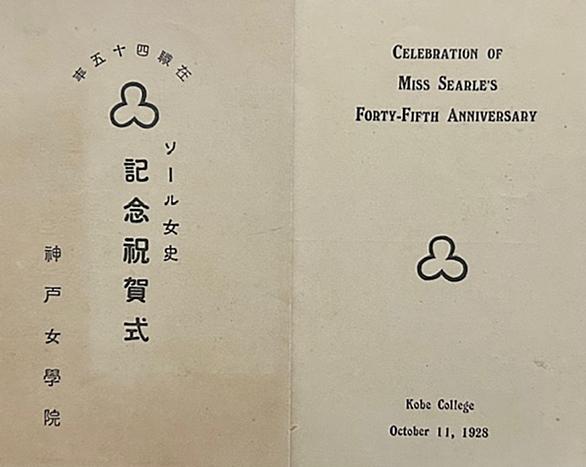 在職四十五年
ソール女史
記念祝賀式
神戸女學院
CELEBRATION OF
MISS SEARLE'S
FORTY-FIFTH ANNIVERSARY
Kobe College
October 11, 1928